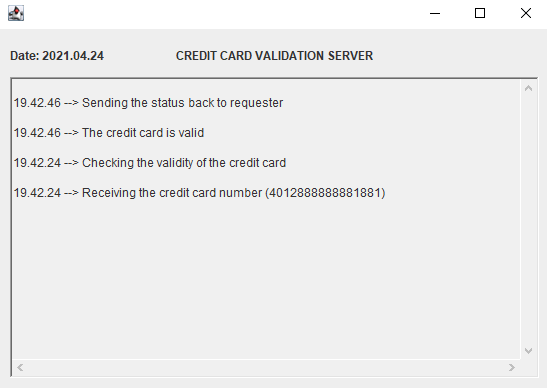 Date: 2021.04.24 CREDIT CARD VALIDATION SERVER
19.42.46 --> Sending the status back to requester
19.42.46 --> The credit card is valid
19.42.24 --> Checking the validity of the credit card
19.42.24 --> Receiving the credit card number (4012888888881881)